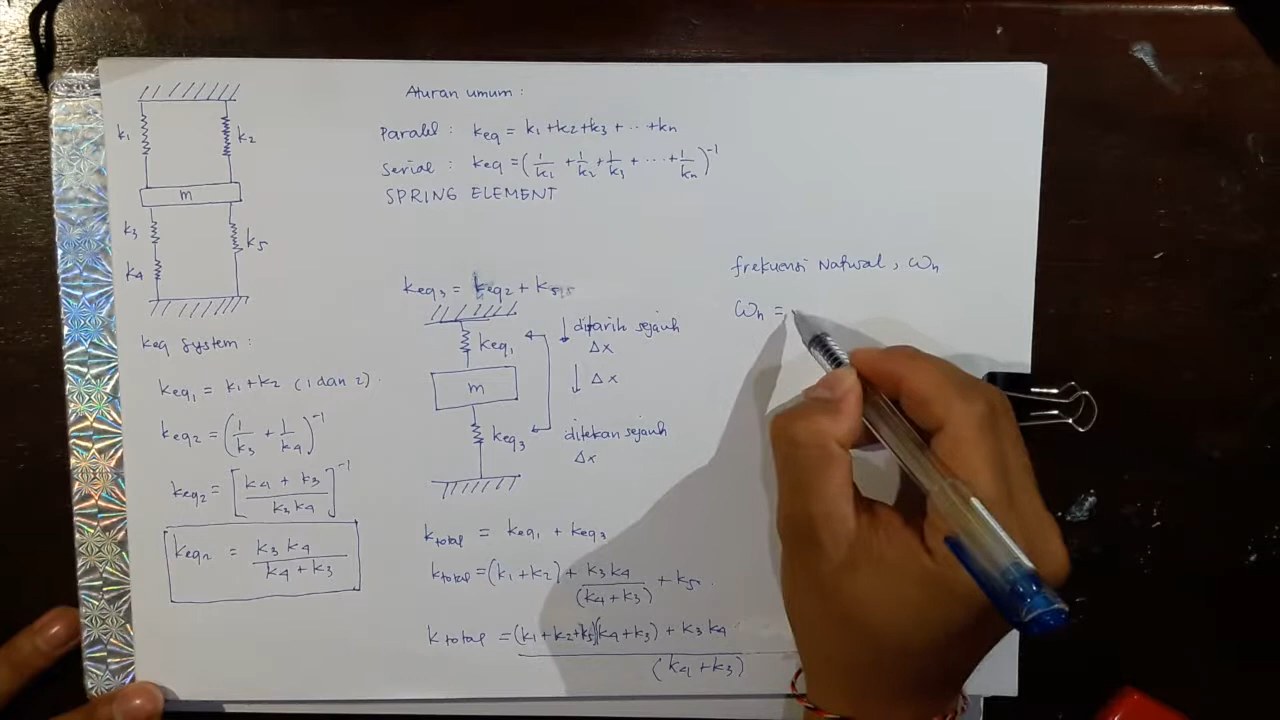 k1
k2
m
k3
k5
k4
Keq System :
keq1 = k1+k2 (1 dan 2).
keq2 = (1/k3 + 1/k4)^-1
keq2 = [k4 + k3 / k3 k4]^-1
keq2 = k3 k4 / k4 + k3
Aturan umum :
Paralel : keq = k1+k2+k3 + ... +kn
Serial : keq = (1/k1 + 1/k2 + 1/k3 + ... + 1/kn)^-1
SPRING ELEMENT
keq3 = keq2 + k5
keq1
m
keq3
↓ ditarik sejauh
Δx
↓ Δx
ditekan sejauh
Δx
ktotal = keq1 + keq3
ktotal = (k1+k2) + k3 k4 / (k4+k3) + k5.
ktotal = (k1+k2+k5)(k4+k3) + k3 k4 / (k4+k3)
frekuensi Natural, ωn
ωn =